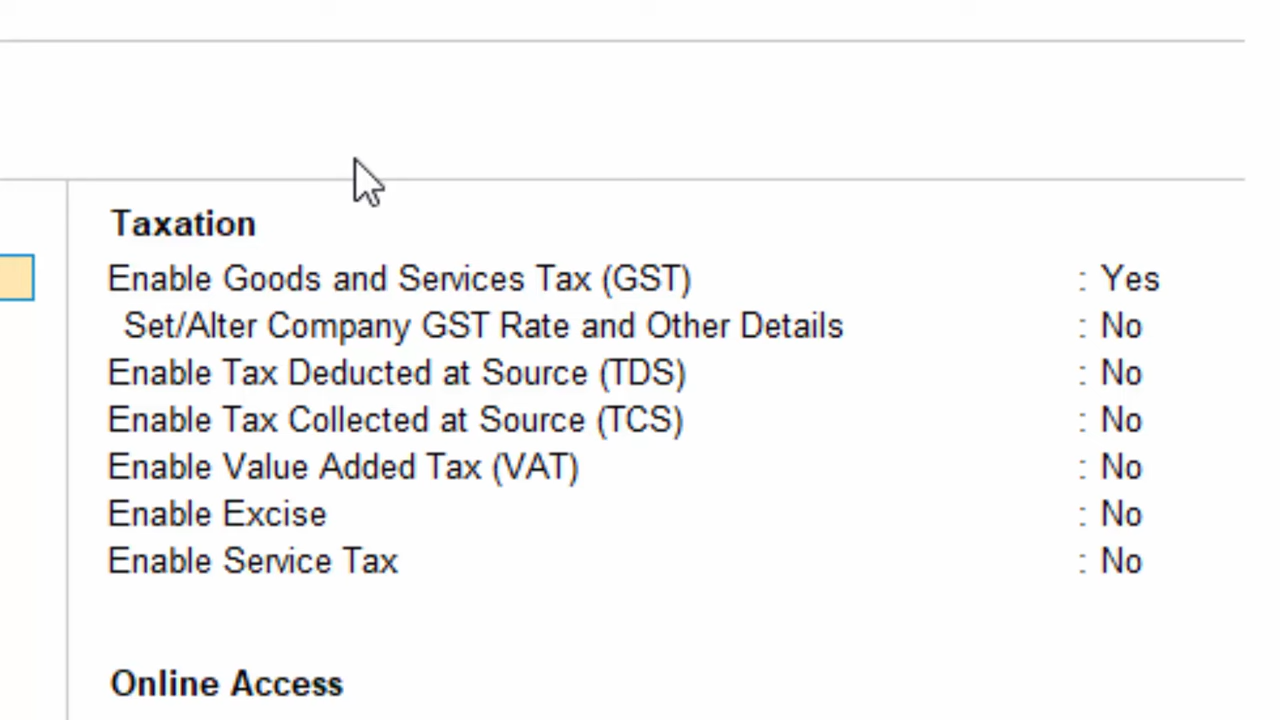 Taxation
Enable Goods and Services Tax (GST) : Yes
Set/Alter Company GST Rate and Other Details : No
Enable Tax Deducted at Source (TDS) : No
Enable Tax Collected at Source (TCS) : No
Enable Value Added Tax (VAT) : No
Enable Excise : No
Enable Service Tax : No
Online Access